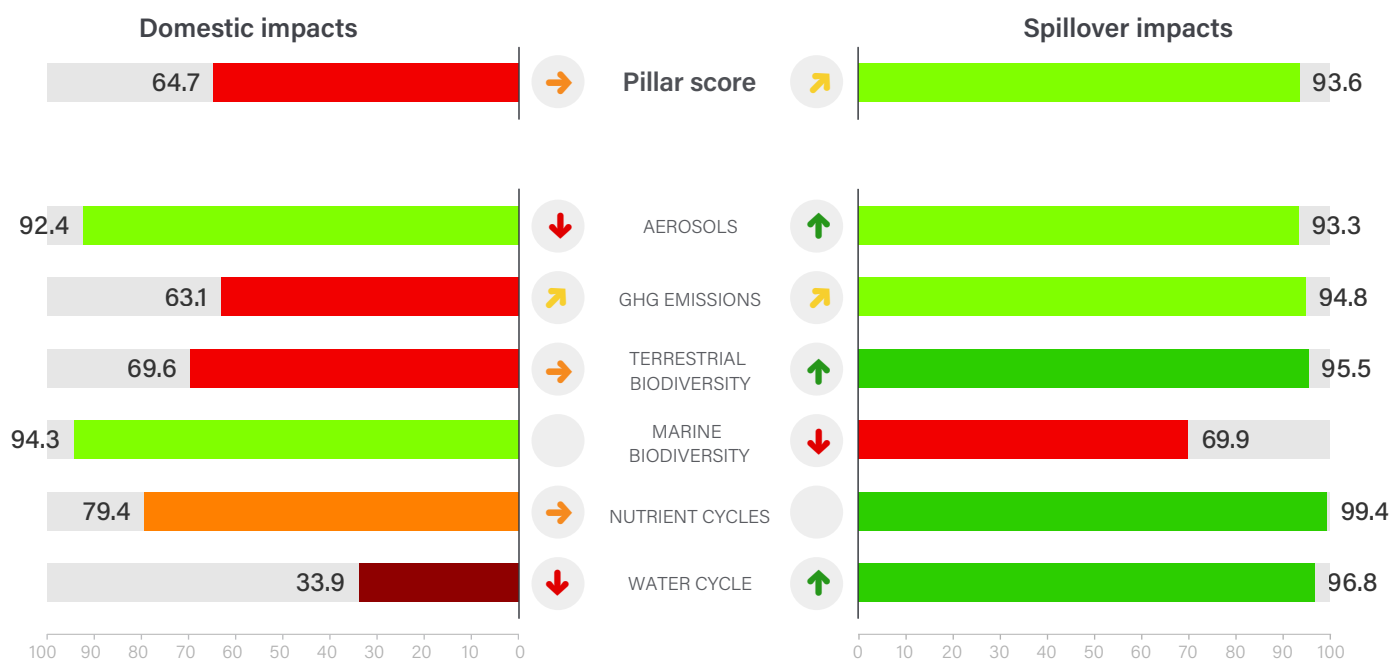 Domestic impacts
Spillover impacts
64.7
Pillar score
93.6
92.4
AEROSOLS
93.3
63.1
GHG EMISSIONS
94.8
69.6
TERRESTRIAL
BIODIVERSITY
95.5
94.3
MARINE
BIODIVERSITY
69.9
79.4
NUTRIENT CYCLES
99.4
33.9
WATER CYCLE
96.8
100 90 80 70 60 50 40 30 20 10 0
0 10 20 30 40 50 60 70 80 90 100